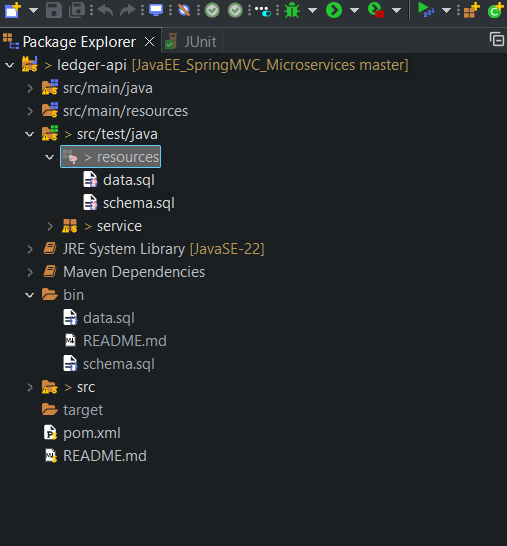 Package Explorer JUnit
> ledger-api [JavaEE_SpringMVC_Microservices master]
src/main/java
src/main/resources
> src/test/java
> resources
data.sql
schema.sql
> service
JRE System Library [JavaSE-22]
Maven Dependencies
bin
data.sql
README.md
schema.sql
> src
target
pom.xml
README.md